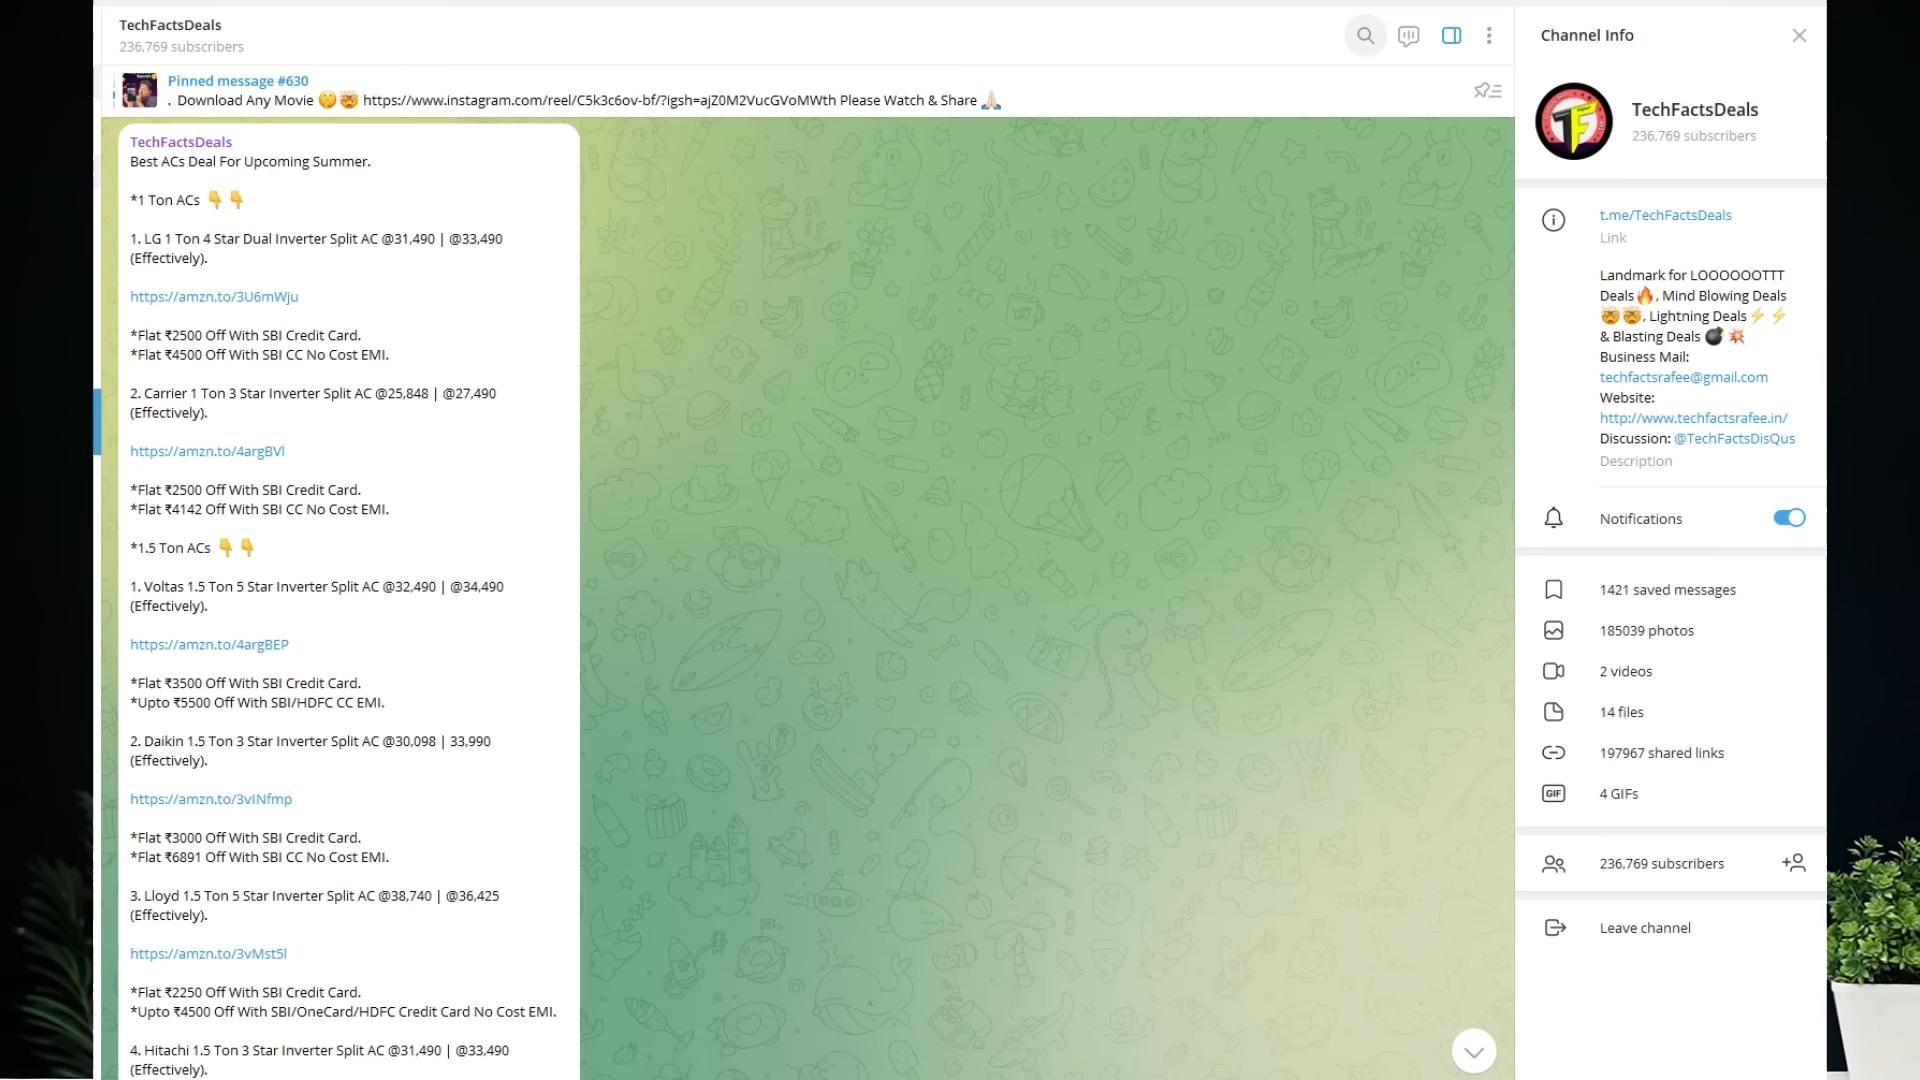 TechFactsDeals
236,769 subscribers
Pinned message #630
. Download Any Movie 🤫🤯 https://www.instagram.com/reel/C5k3c6ov-bf/?igsh=ajZ0M2VucGVoMWth Please Watch & Share 🙏🏻
TechFactsDeals
Best ACs Deal For Upcoming Summer.
*1 Ton ACs 👇👇
1. LG 1 Ton 4 Star Dual Inverter Split AC @31,490 | @33,490
(Effectively).
https://amzn.to/3U6mWju
*Flat ₹2500 Off With SBI Credit Card.
*Flat ₹4500 Off With SBI CC No Cost EMI.
2. Carrier 1 Ton 3 Star Inverter Split AC @25,848 | @27,490
(Effectively).
https://amzn.to/4argBVl
*Flat ₹2500 Off With SBI Credit Card.
*Flat ₹4142 Off With SBI CC No Cost EMI.
*1.5 Ton ACs 👇👇
1. Voltas 1.5 Ton 5 Star Inverter Split AC @32,490 | @34,490
(Effectively).
https://amzn.to/4argBEP
*Flat ₹3500 Off With SBI Credit Card.
*Upto ₹5500 Off With SBI/HDFC CC EMI.
2. Daikin 1.5 Ton 3 Star Inverter Split AC @30,098 | 33,990
(Effectively).
https://amzn.to/3vINfmp
*Flat ₹3000 Off With SBI Credit Card.
*Flat ₹6891 Off With SBI CC No Cost EMI.
3. Lloyd 1.5 Ton 5 Star Inverter Split AC @38,740 | @36,425
(Effectively).
https://amzn.to/3vMst5l
*Flat ₹2250 Off With SBI Credit Card.
*Upto ₹4500 Off With SBI/OneCard/HDFC Credit Card No Cost EMI.
4. Hitachi 1.5 Ton 3 Star Inverter Split AC @31,490 | @33,490
(Effectively).
Channel Info
TF
TechFactsDeals
236,769 subscribers
t.me/TechFactsDeals
Link
Landmark for LOOOOOOTTT
Deals🔥, Mind Blowing Deals
🤯🤯, Lightning Deals⚡⚡
& Blasting Deals 💣💥
Business Mail:
techfactsrafee@gmail.com
Website:
http://www.techfactsrafee.in/
Discussion: @TechFactsDisQus
Description
Notifications
1421 saved messages
185039 photos
2 videos
14 files
197967 shared links
GIF 4 GIFs
236,769 subscribers
Leave channel